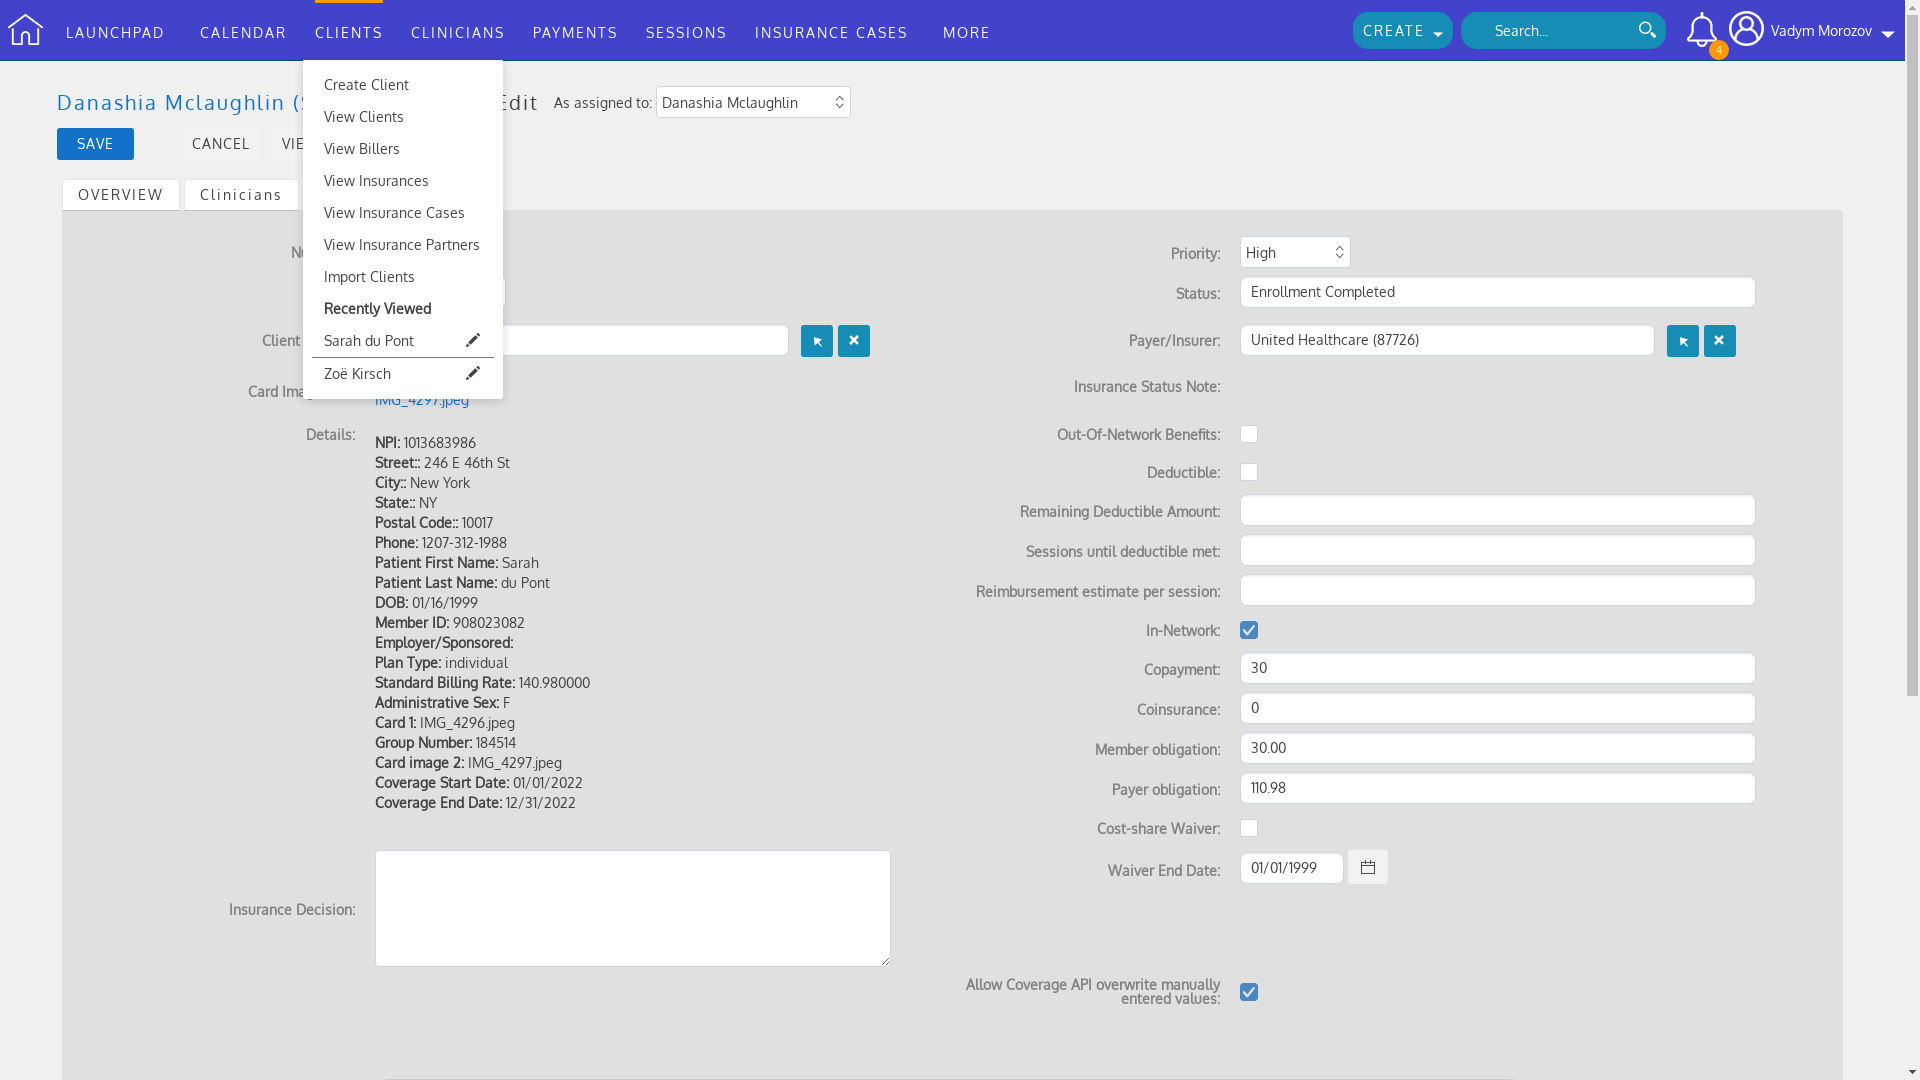 LAUNCHPAD CALENDAR CLIENTS CLINICIANS PAYMENTS SESSIONS INSURANCE CASES MORE CREATE Search... 4 Vadym Morozov
Create Client
View Clients
View Billers
View Insurances
View Insurance Cases
View Insurance Partners
Import Clients
Recently Viewed
Sarah du Pont
Zoë Kirsch
Danashia Mclaughlin ( Edit As assigned to: Danashia Mclaughlin
SAVE CANCEL VIE
OVERVIEW Clinicians
Priority: High
Status: Enrollment Completed
Client
Payer/Insurer: United Healthcare (87726)
Insurance Status Note:
Card Ima
IMG_4297.jpeg
Details:
NPI: 1013683986
Street:: 246 E 46th St
City:: New York
State:: NY
Postal Code:: 10017
Phone: 1207-312-1988
Patient First Name: Sarah
Patient Last Name: du Pont
DOB: 01/16/1999
Member ID: 908023082
Employer/Sponsored:
Plan Type: individual
Standard Billing Rate: 140.980000
Administrative Sex: F
Card 1: IMG_4296.jpeg
Group Number: 184514
Card image 2: IMG_4297.jpeg
Coverage Start Date: 01/01/2022
Coverage End Date: 12/31/2022
Insurance Decision:
Out-Of-Network Benefits:
Deductible:
Remaining Deductible Amount:
Sessions until deductible met:
Reimbursement estimate per session:
In-Network:
Copayment: 30
Coinsurance: 0
Member obligation: 30.00
Payer obligation: 110.98
Cost-share Waiver:
Waiver End Date: 01/01/1999
Allow Coverage API overwrite manually
entered values: